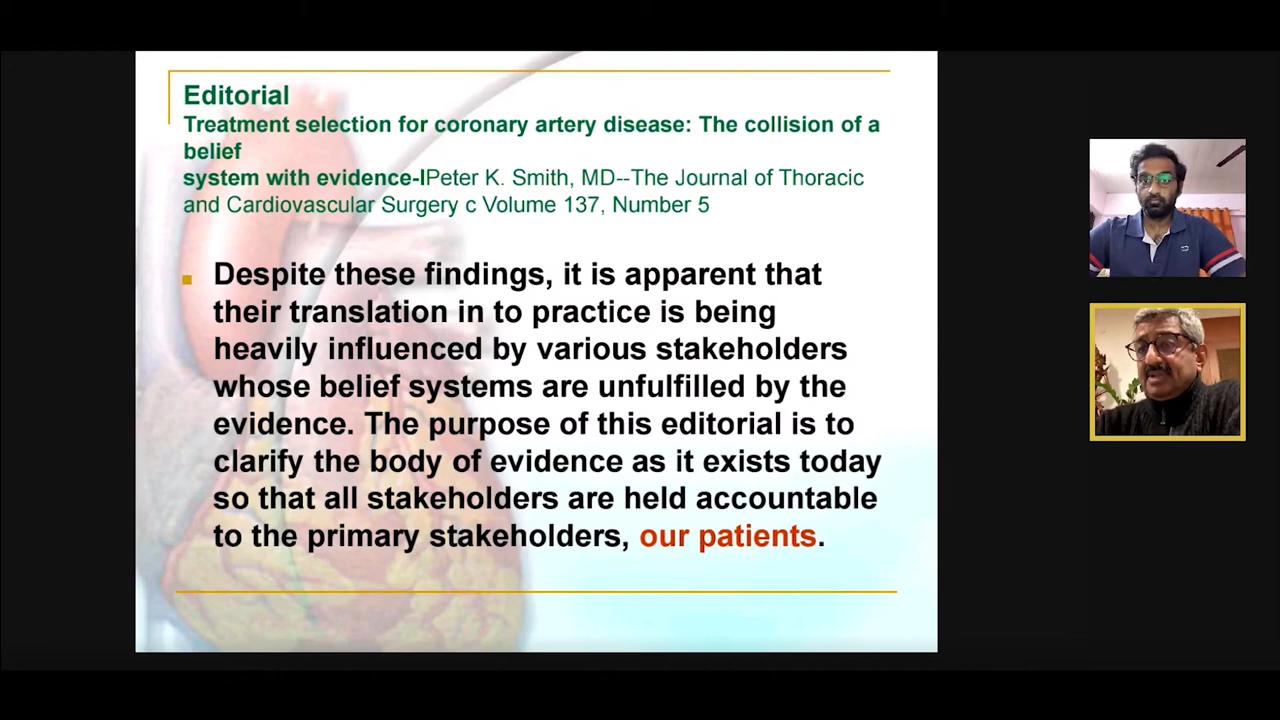 Editorial
Treatment selection for coronary artery disease: The collision of a
belief
system with evidence-IPeter K. Smith, MD--The Journal of Thoracic
and Cardiovascular Surgery c Volume 137, Number 5
Despite these findings, it is apparent that
their translation in to practice is being
heavily influenced by various stakeholders
whose belief systems are unfulfilled by the
evidence. The purpose of this editorial is to
clarify the body of evidence as it exists today
so that all stakeholders are held accountable
to the primary stakeholders, our patients.